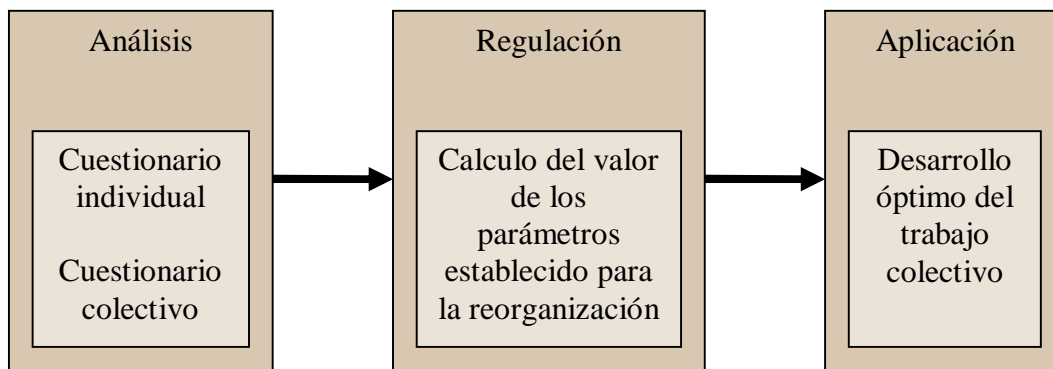 Análisis
Cuestionario
individual
Cuestionario
colectivo
Regulación
Calculo del valor
de los
parámetros
establecido para
la reorganización
Aplicación
Desarrollo
óptimo del
trabajo
colectivo